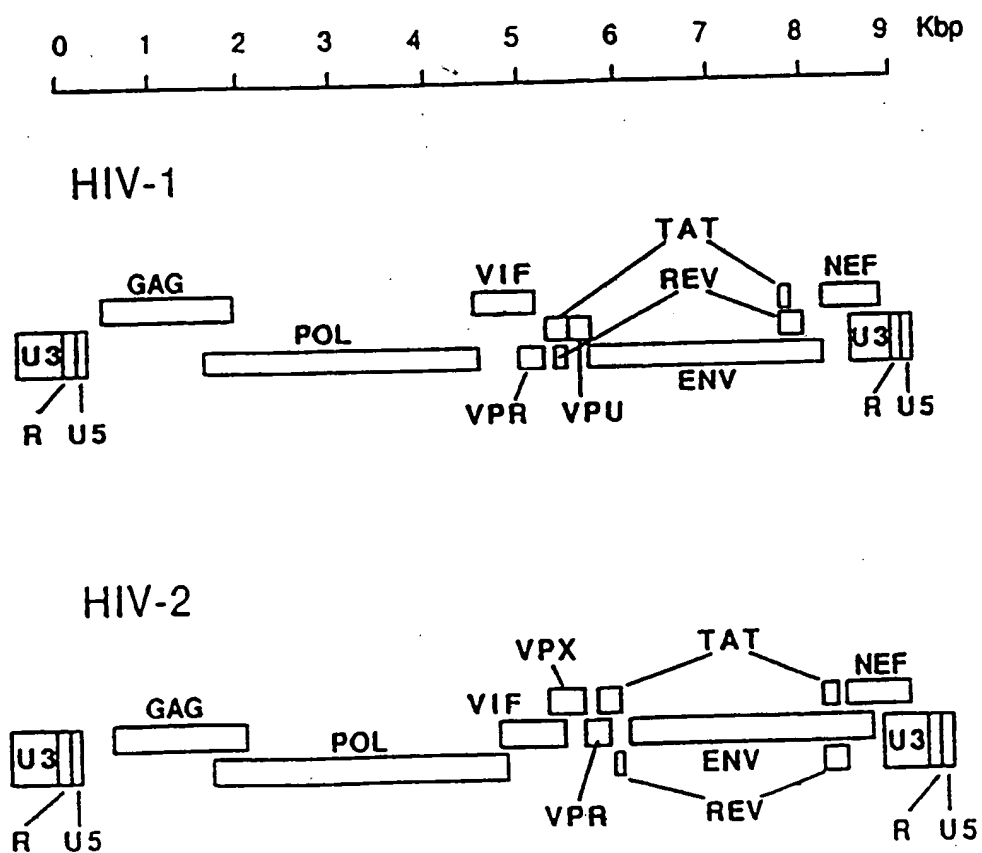 0 1 2 3 4 5 6 7 8 9 Kbp
HIV-1
TAT
GAG VIF REV NEF
U3 POL U3
VPR VPU ENV
R U5 R U5
HIV-2
VPX TAT NEF
GAG VIF
U3 POL ENV U3
VPR REV
R U5 R U5